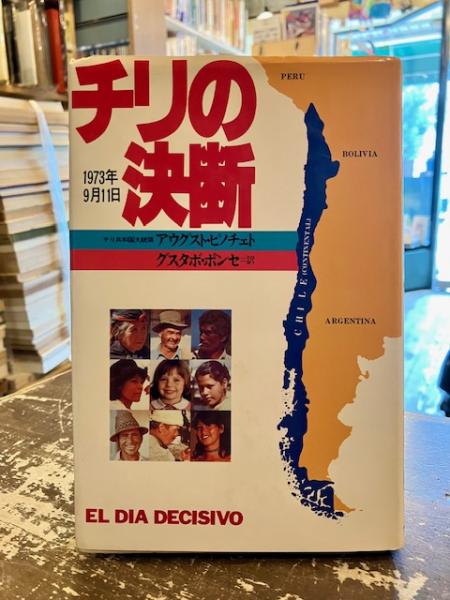 チリの
決断
1973年
9月11日
チリ共和国大統領 アウグスト・ピノチェト
グスタボ・ポンセ=訳
PERU
BOLIVIA
CHILE (CONTINENTAL)
ARGENTINA
EL DIA DECISIVO